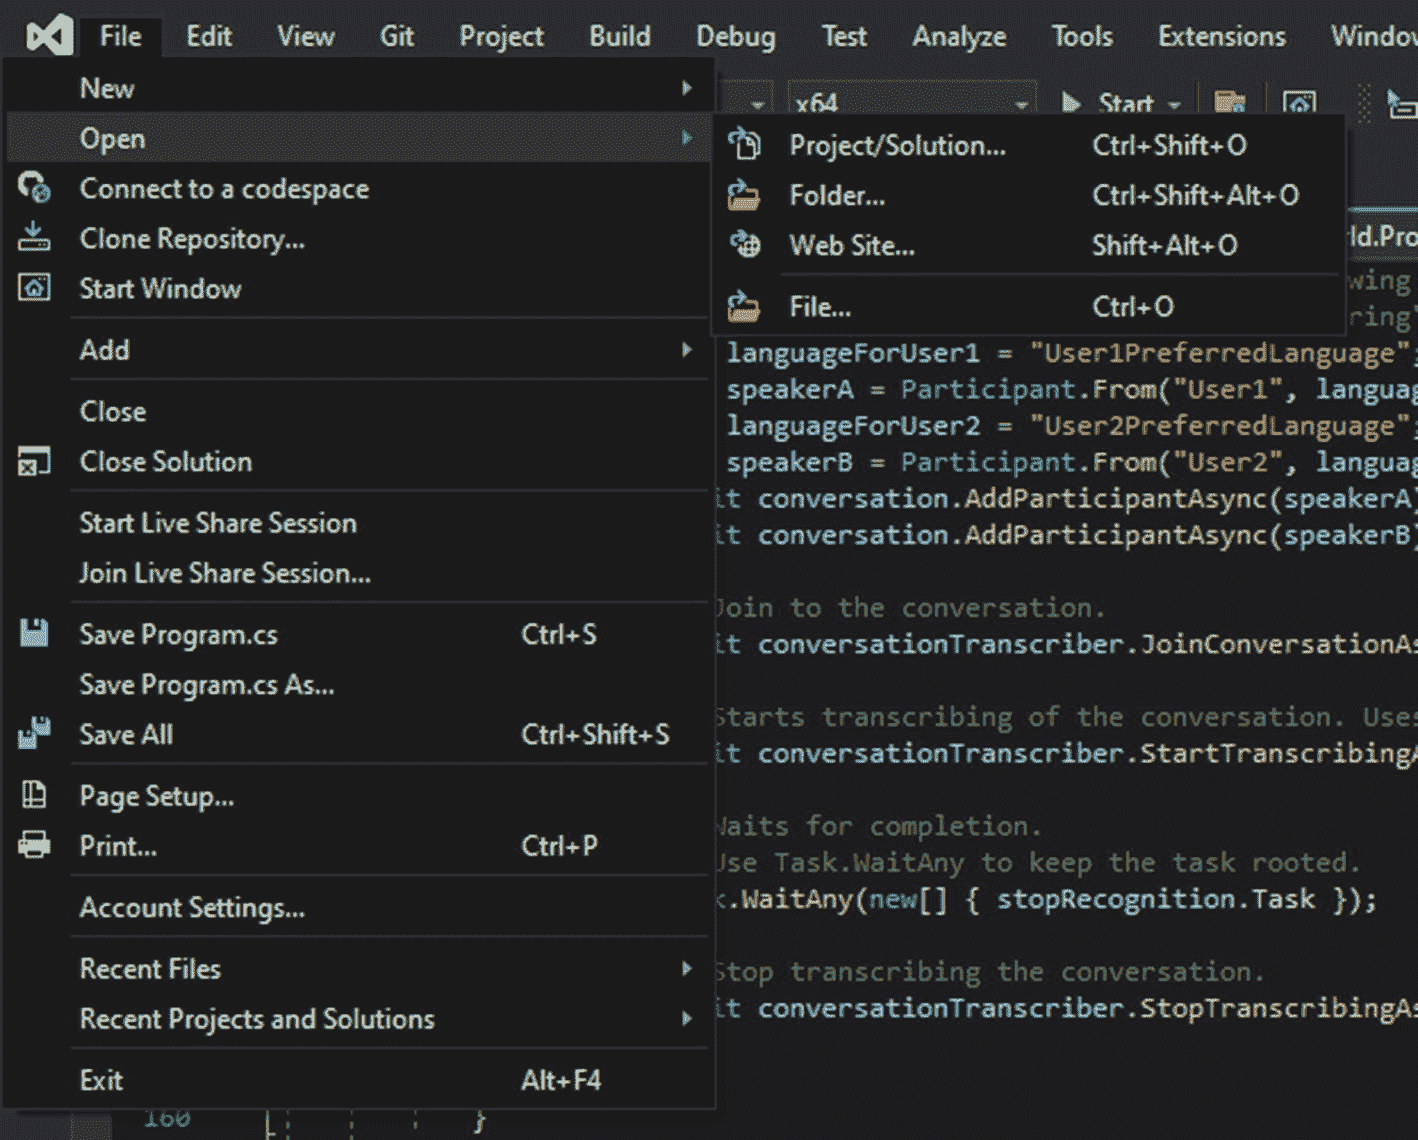 File Edit View Git Project Build Debug Test Analyze Tools Extensions Window
New
x64 Start
Open
Project/Solution... Ctrl+Shift+O
Connect to a codespace
Folder... Ctrl+Shift+Alt+O
Clone Repository...
Web Site... Shift+Alt+O
Start Window
File... Ctrl+O
Add
Close
Close Solution
Start Live Share Session
Join Live Share Session...
Save Program.cs Ctrl+S
Save Program.cs As...
Save All Ctrl+Shift+S
Page Setup...
Print... Ctrl+P
Account Settings...
Recent Files
Recent Projects and Solutions
Exit Alt+F4
ld.Pro
wing
ring"
languageForUser1 = "User1PreferredLanguage";
speakerA = Participant.From("User1", languag
languageForUser2 = "User2PreferredLanguage";
speakerB = Participant.From("User2", languag
it conversation.AddParticipantAsync(speakerA)
it conversation.AddParticipantAsync(speakerB)
Join to the conversation.
it conversationTranscriber.JoinConversationAs
Starts transcribing of the conversation. Uses
it conversationTranscriber.StartTranscribingA
Waits for completion.
Use Task.WaitAny to keep the task rooted.
k.WaitAny(new[] { stopRecognition.Task });
Stop transcribing the conversation.
it conversationTranscriber.StopTranscribingAs
160 }